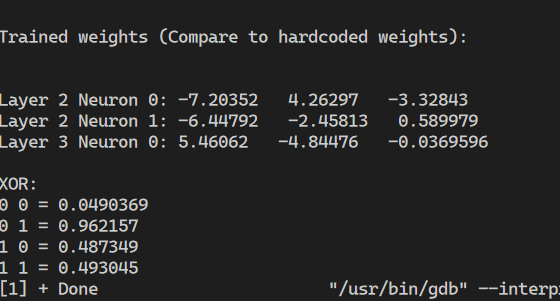 Trained weights (Compare to hardcoded weights):
Layer 2 Neuron 0: -7.20352   4.26297   -3.32843
Layer 2 Neuron 1: -6.44792   -2.45813   0.589979
Layer 3 Neuron 0: 5.46062   -4.84476   -0.0369596
XOR:
0 0 = 0.0490369
0 1 = 0.962157
1 0 = 0.487349
1 1 = 0.493045
[1] + Done                       "/usr/bin/gdb" --interp